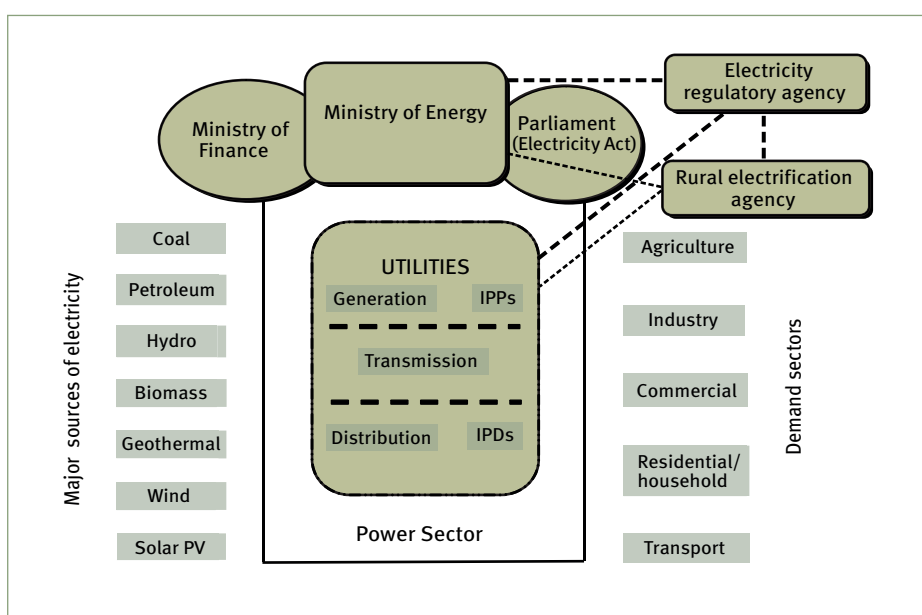 Ministry of
Finance
Ministry of Energy
Parliament
(Electricity Act)
Electricity
regulatory agency
Rural electrification
agency
Major sources of electricity
Coal
Petroleum
Hydro
Biomass
Geothermal
Wind
Solar PV
UTILITIES
Generation
IPPs
Transmission
Distribution
IPDs
Power Sector
Agriculture
Industry
Commercial
Residential/
household
Transport
Demand sectors